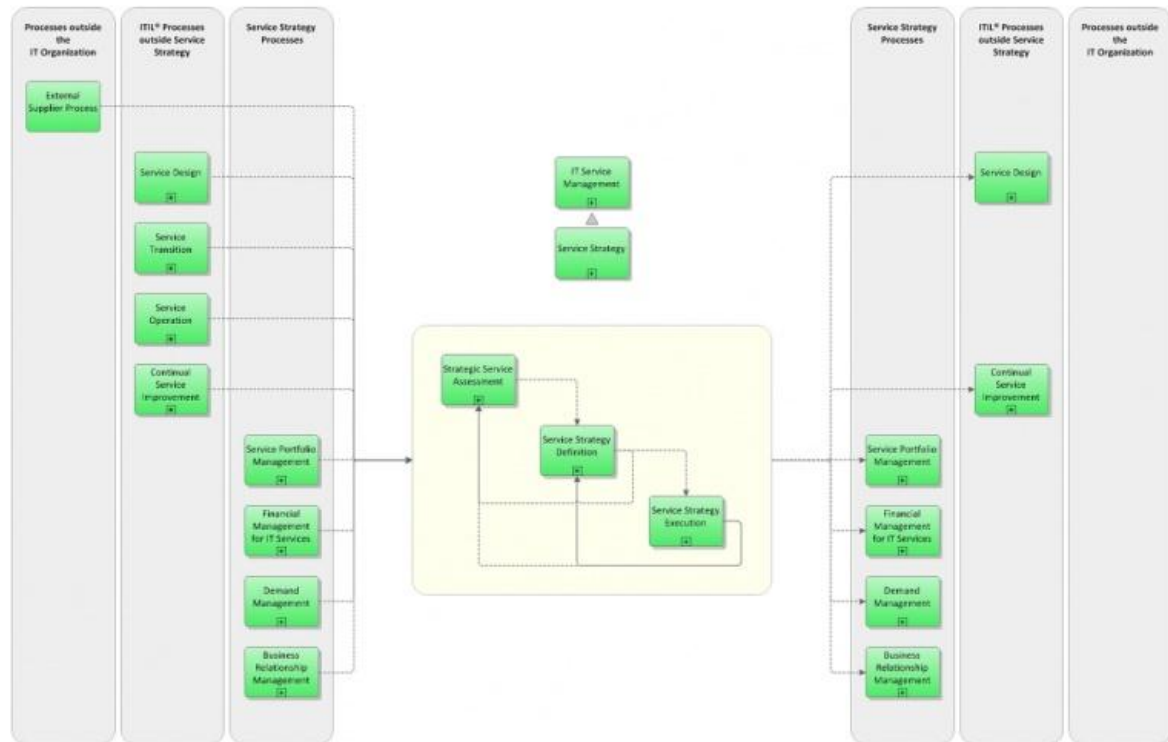 Processes outside
the
IT Organization
ITIL® Processes
outside Service
Strategy
Service Strategy
Processes
Service Strategy
Processes
ITIL® Processes
outside Service
Strategy
Processes outside
the
IT Organization
External
Supplier Process
Service Design
IT Service
Management
Service Design
Service
Transition
Service Strategy
Service
Operation
Continual
Service
Improvement
Strategic Service
Assessment
Continual
Service
Improvement
Service Portfolio
Management
Service Strategy
Definition
Service Portfolio
Management
Financial
Management
for IT Services
Service Strategy
Execution
Financial
Management
for IT Services
Demand
Management
Demand
Management
Business
Relationship
Management
Business
Relationship
Management